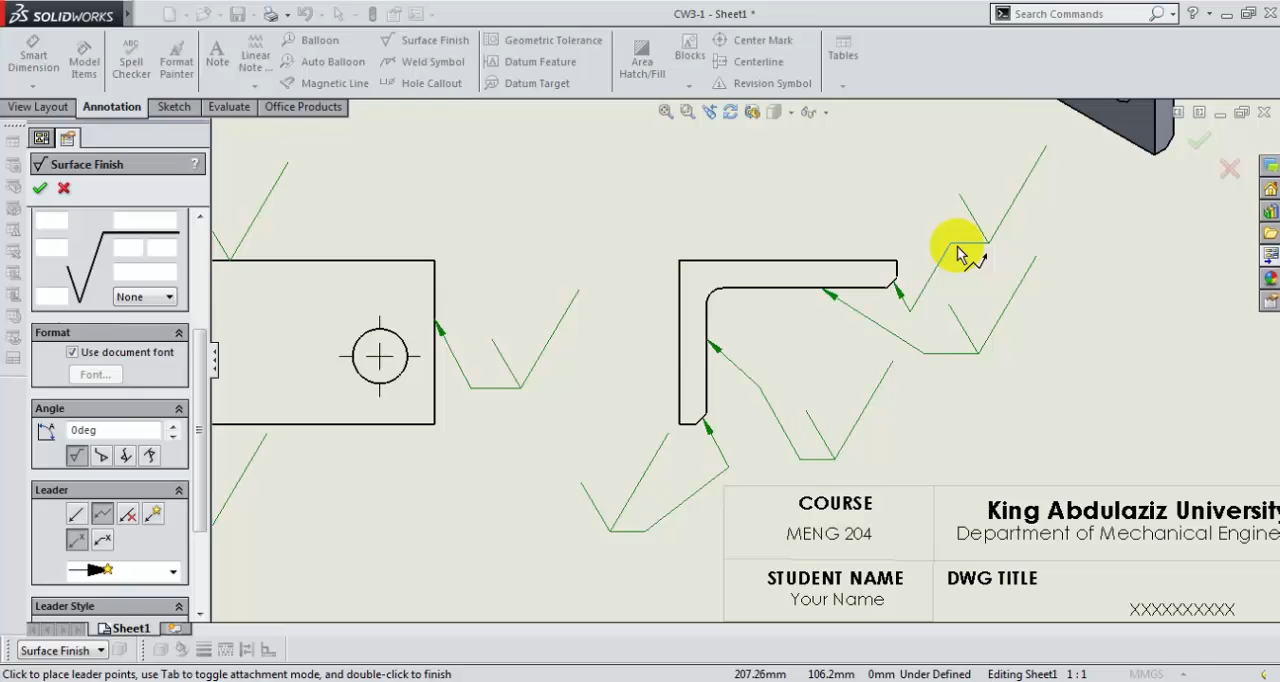 SOLIDWORKS
CW3-1 - Sheet1 *
Search Commands
Smart Dimension
Model Items
ABC
Spell Checker
Format Painter
A
Note
Linear Note ...
Balloon
Auto Balloon
Magnetic Line
Surface Finish
Weld Symbol
Hole Callout
Geometric Tolerance
Datum Feature
Datum Target
Area Hatch/Fill
Blocks
Center Mark
Centerline
Revision Symbol
Tables
View Layout
Annotation
Sketch
Evaluate
Office Products
Surface Finish
?
None
Format
Use document font
Font...
Angle
0deg
Leader
Leader Style
Sheet1
Surface Finish
COURSE
MENG 204
King Abdulaziz University
Department of Mechanical Engine
STUDENT NAME
Your Name
DWG TITLE
XXXXXXXXXX
Click to place leader points, use Tab to toggle attachment mode, and double-click to finish
207.26mm
106.2mm
0mm
Under Defined
Editing Sheet1
1 : 1
MMGS